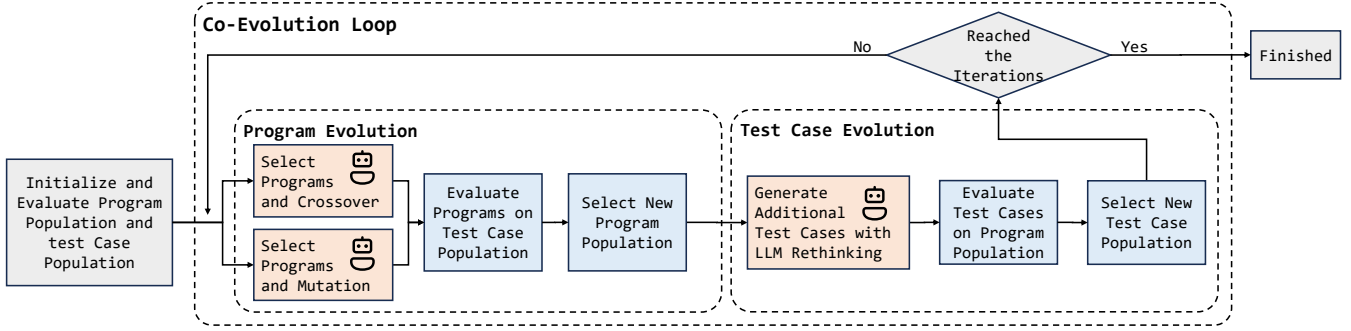 Co-Evolution Loop
No
Reached
the
Iterations
Yes
Finished
Initialize and
Evaluate Program
Population and
test Case
Population
Program Evolution
Select
Programs
and Crossover
Select
Programs
and Mutation
Evaluate
Programs on
Test Case
Population
Select New
Program
Population
Test Case Evolution
Generate
Additional
Test Cases with
LLM Rethinking
Evaluate
Test Cases
on Program
Population
Select New
Test Case
Population